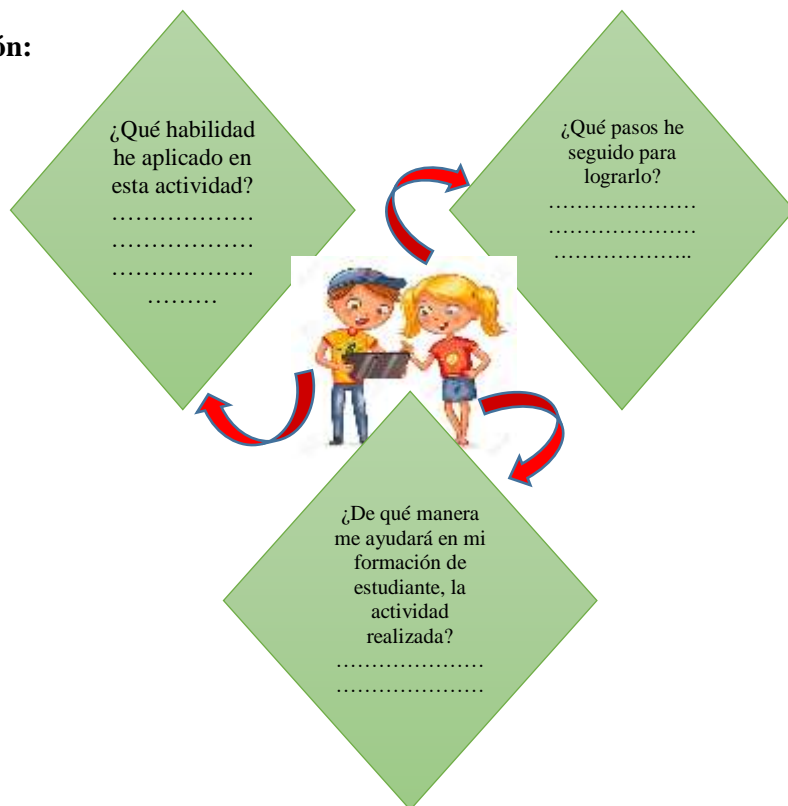 ón:
¿Qué habilidad
he aplicado en
esta actividad?
………………
………………
………………
………
¿Qué pasos he
seguido para
lograrlo?
…………………
…………………
………………..
¿De qué manera
me ayudará en mi
formación de
estudiante, la
actividad
realizada?
…………………
…………………